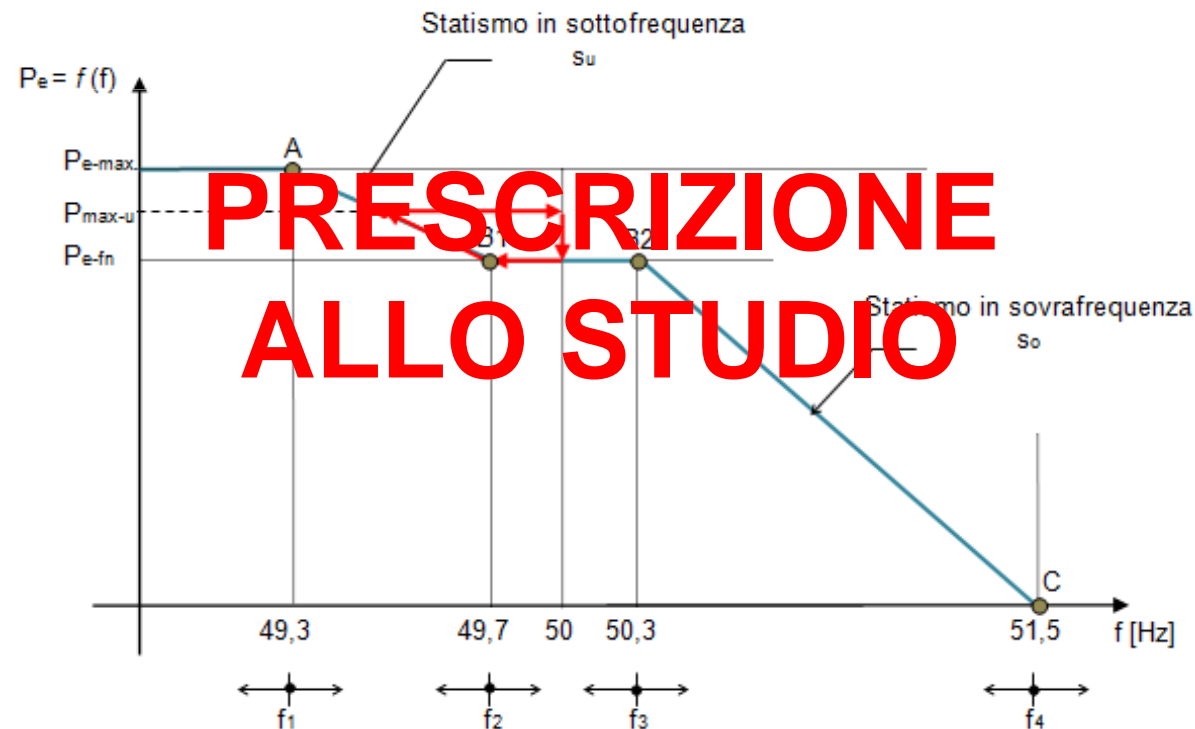 Statismo in sottofrequenza
su
Pe = f (f)
A
Pe-max
Pmax-u
PRESCRIZIONE
B1
B2
Pe-fn
ALLO STUDIO
Statismo in sovrafrequenza
so
C
49,3
49,7
50
50,3
51,5
f [Hz]
f1
f2
f3
f4